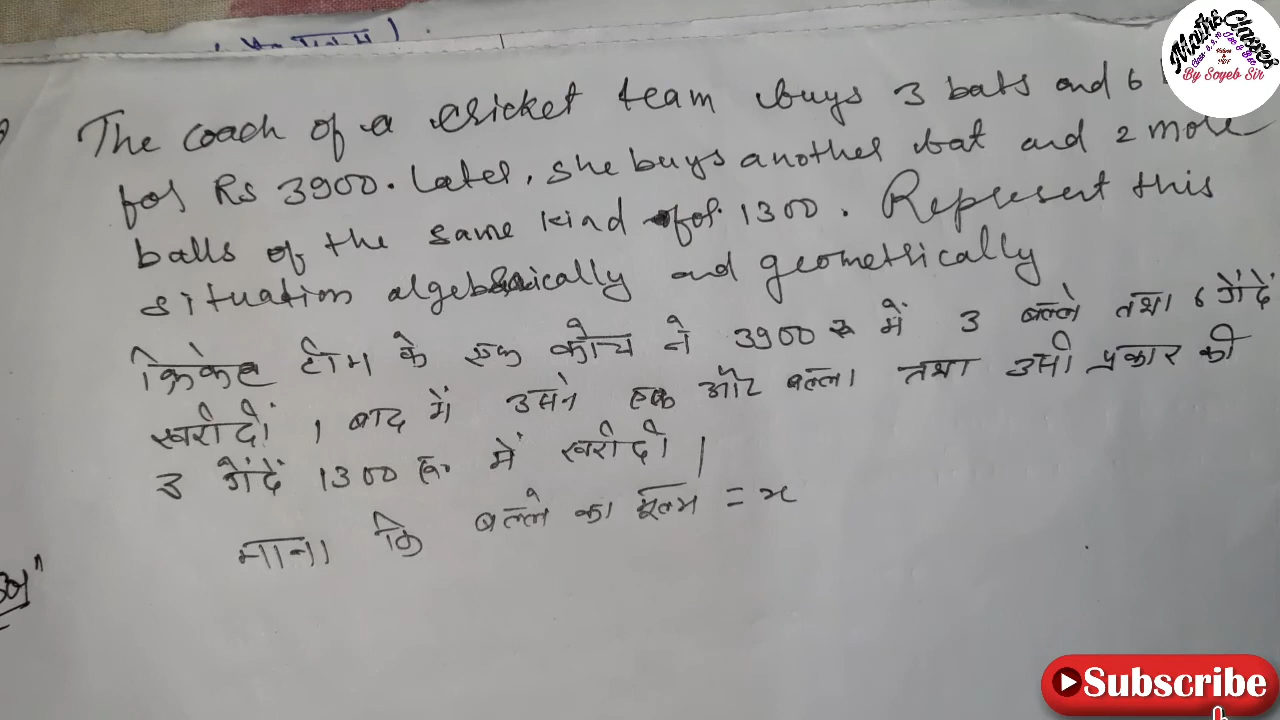 The coach of a cricket team buys 3 bats and 6
for Rs 3900. Later, she buys another bat and 2 more
balls of the same kind for 1300. Represent this
situation algebraically and geometrically
क्रिकेट टीम के एक कोच ने 3900 रु में 3 बल्ले तथा 6 गेंदें
खरीदीं । बाद में उसने एक और बल्ला तथा उसी प्रकार की
3 गेंदें 1300 रु० में खरीदी।
माना कि बल्ले का मूल्य = x
Maths
By Soyeb Sir
Subscribe